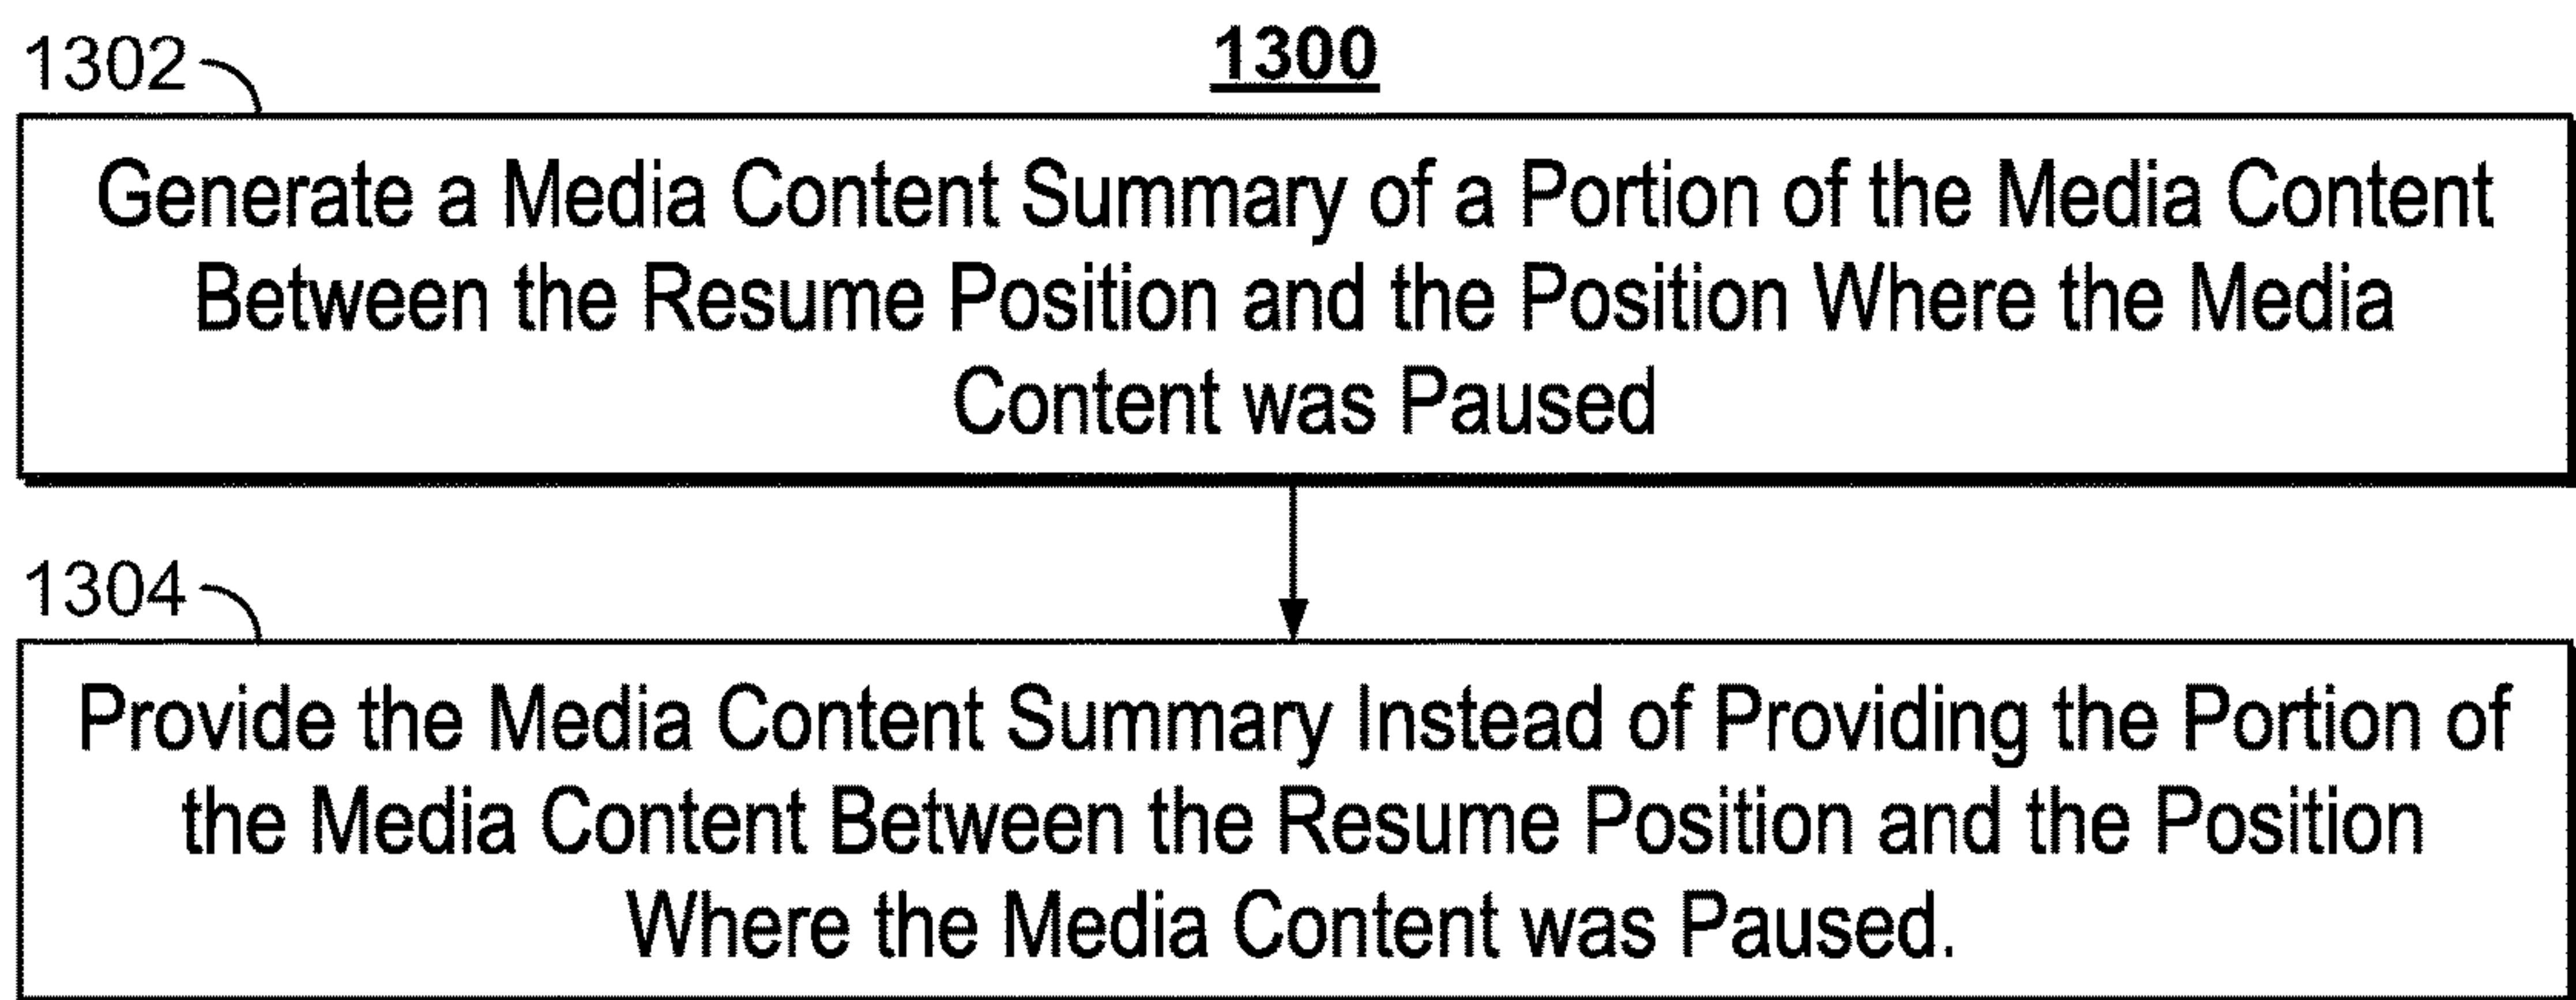 1300
1302
Generate a Media Content Summary of a Portion of the Media Content
Between the Resume Position and the Position Where the Media
Content was Paused
1304
Provide the Media Content Summary Instead of Providing the Portion of
the Media Content Between the Resume Position and the Position
Where the Media Content was Paused.